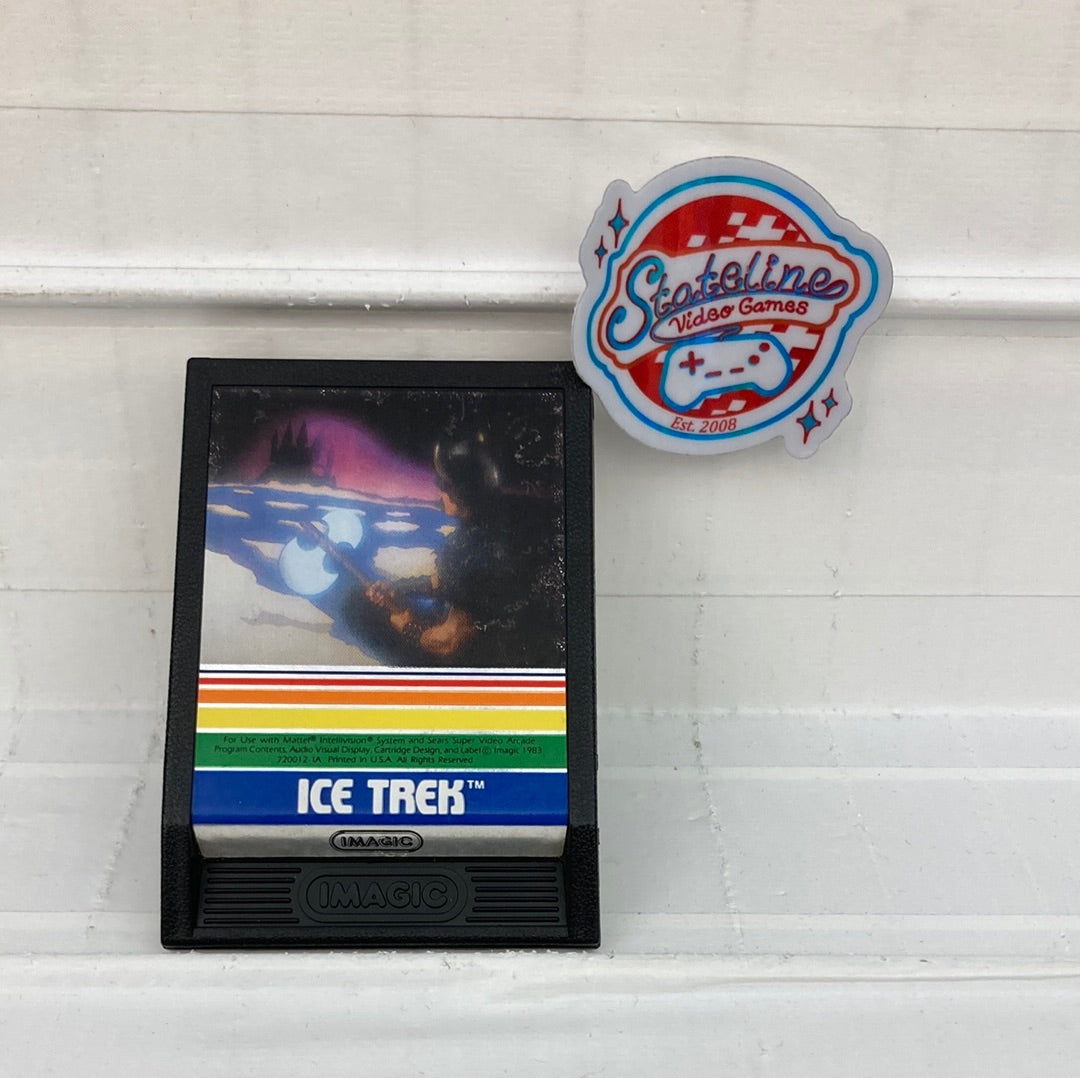 Stateline
Video Games
Est. 2008
For Use with Mattel® Intellivision® System and Sears Super Video Arcade
Program Contents, Audio Visual Display, Cartridge Design, and Label © Imagic 1983
720012-1A Printed in U.S.A. All Rights Reserved
ICE TREK™
IMAGIC
IMAGIC